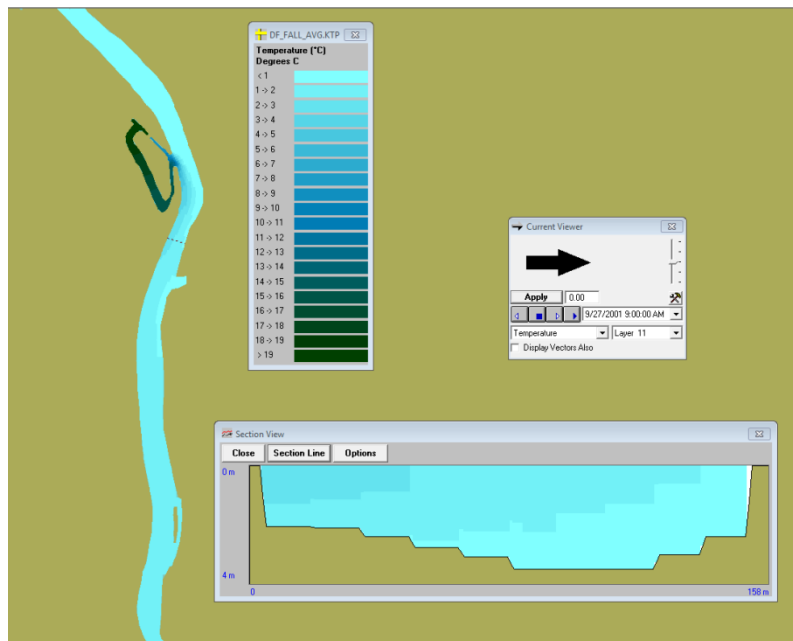 DF_FALL_AVG.KTP
Temperature (°C)
Degrees C
< 1
1 -> 2
2 -> 3
3 -> 4
4 -> 5
5 -> 6
6 -> 7
7 -> 8
8 -> 9
9 -> 10
10 -> 11
11 -> 12
12 -> 13
13 -> 14
14 -> 15
15 -> 16
16 -> 17
17 -> 18
18 -> 19
> 19
Current Viewer
Apply 0.00
9/27/2001 9:00:00 AM
Temperature Layer 11
Display Vectors Also
Section View
Close Section Line Options
0 m
4 m
0 158 m